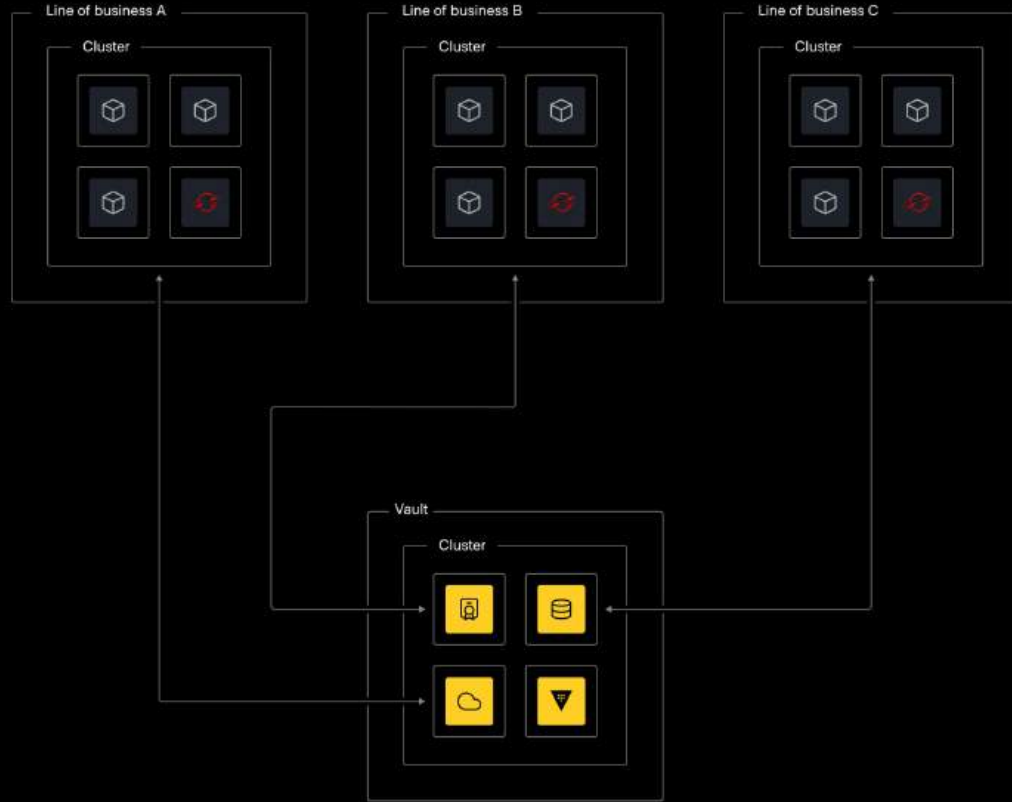 Line of business A
Line of business B
Line of business C
Cluster
Cluster
Cluster
Vault
Cluster